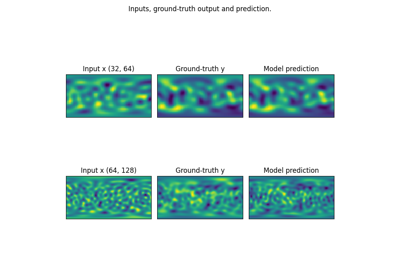 Inputs, ground-truth output and prediction.
Input x (32, 64) Ground-truth y Model prediction
Input x (64, 128) Ground-truth y Model prediction